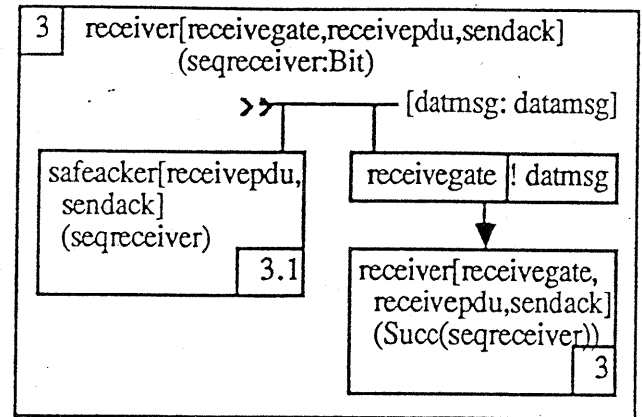 3 receiver[receivegate,receivepdu,sendack]
(seqreceiver:Bit)
>> [datmsg: datamsg]
safeacker[receivepdu,
sendack]
(seqreceiver)
3.1
receivegate ! datmsg
receiver[receivegate,
receivepdu,sendack]
(Succ(seqreceiver))
3